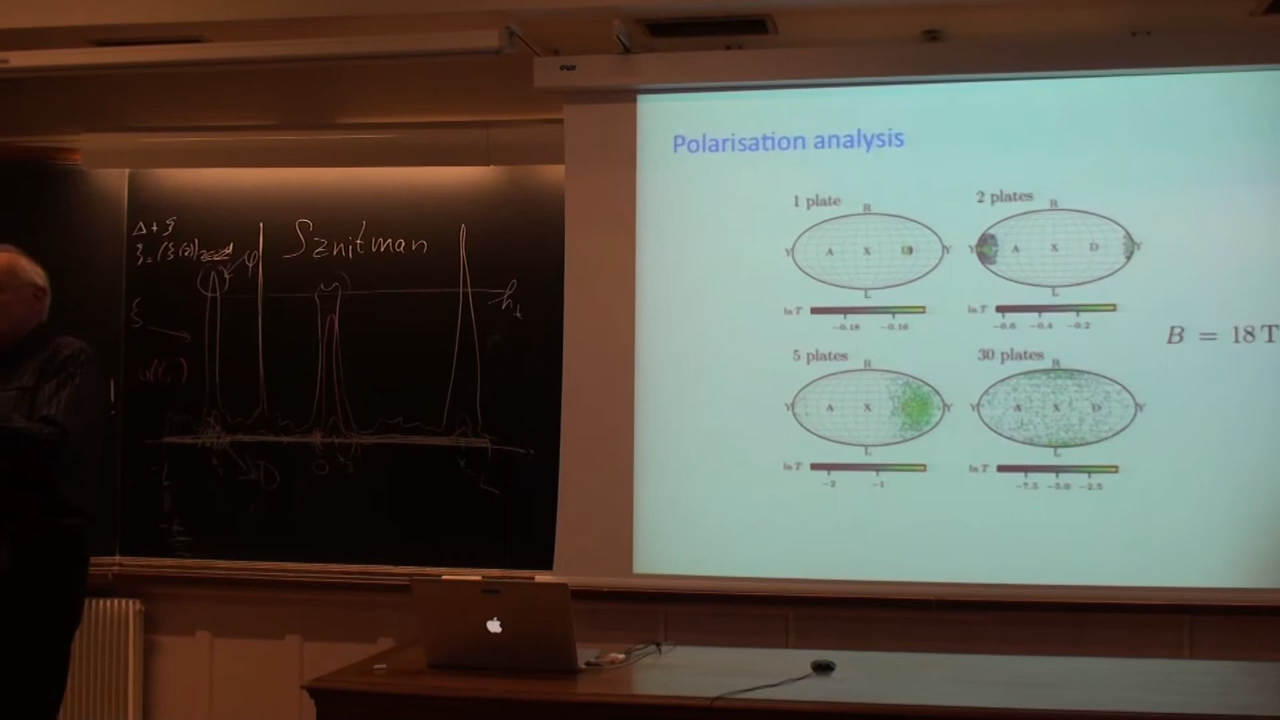 Δ + ξ
Sznitman
φ
ξ
h_t
D
Polarisation analysis
1 plate
R
Y A X Y
L
ln T
-0.18 -0.16
2 plates
R
Y A X D Y
L
ln T
-0.6 -0.4 -0.2
B = 18 T
5 plates
R
Y A X Y
L
ln T
-2 -1
30 plates
R
Y A X D Y
L
ln T
-7.5 -5.0 -2.5